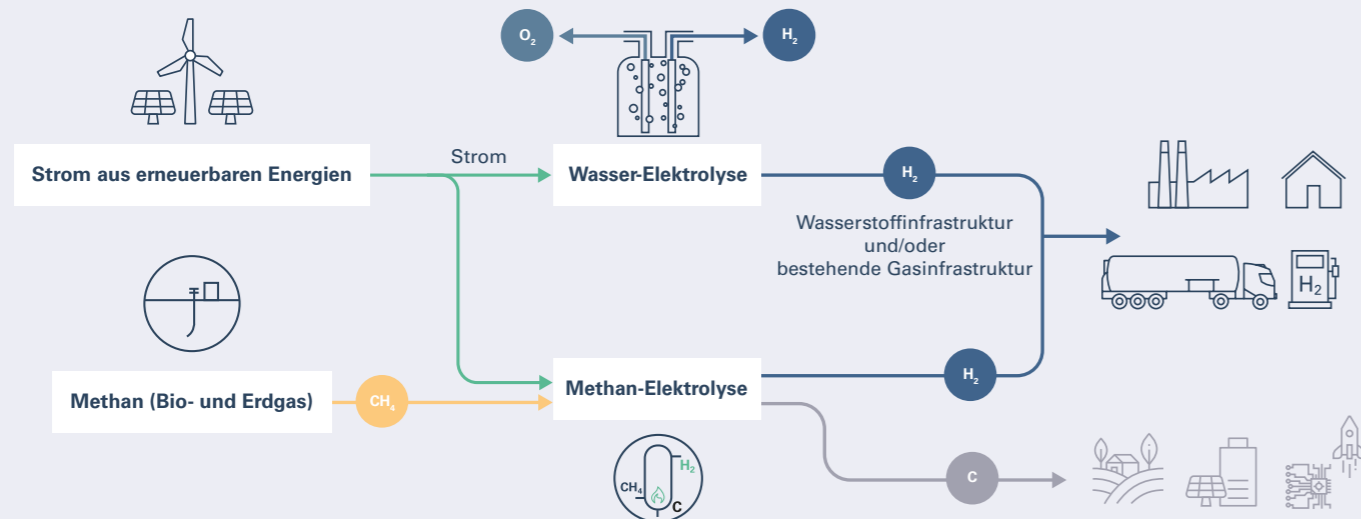 O₂
H₂
Strom aus erneuerbaren Energien
Strom
Wasser-Elektrolyse
H₂
Wasserstoffinfrastruktur
und/oder
bestehende Gasinfrastruktur
H₂
Methan (Bio- und Erdgas)
CH₄
Methan-Elektrolyse
H₂
H₂
CH₄
C
C